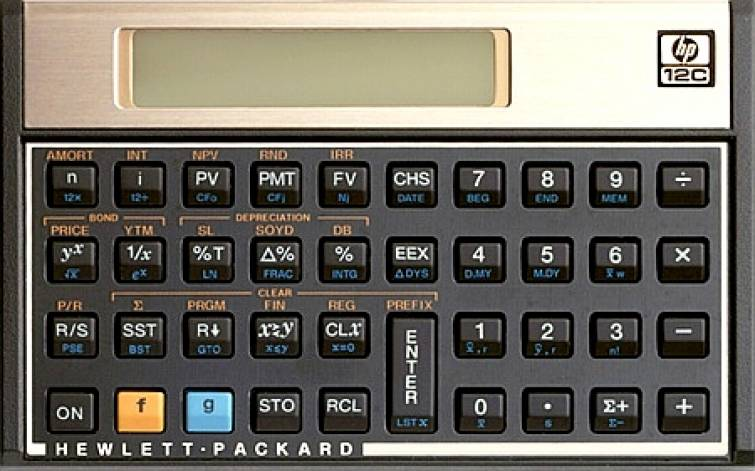 hp
12C
AMORT INT NPV RND IRR
n i PV PMT FV CHS 7 8 9 ÷
12× 12÷ CFo CFj Nj DATE BEG END MEM
BOND DEPRECIATION
PRICE YTM SL SOYD DB
yx 1/x %T Δ% % EEX 4 5 6 ×
√x ex LN FRAC INTG ΔDYS D.MY M.DY x̄w
CLEAR
P/R Σ PRGM FIN REG PREFIX
R/S SST R↓ x≷y CLx ENTER 1 2 3 −
PSE BST GTO x≤y x=0 x̂,r ŷ,r n!
ON f g STO RCL 0 · Σ+ +
LSTx x̄ s Σ−
HEWLETT·PACKARD